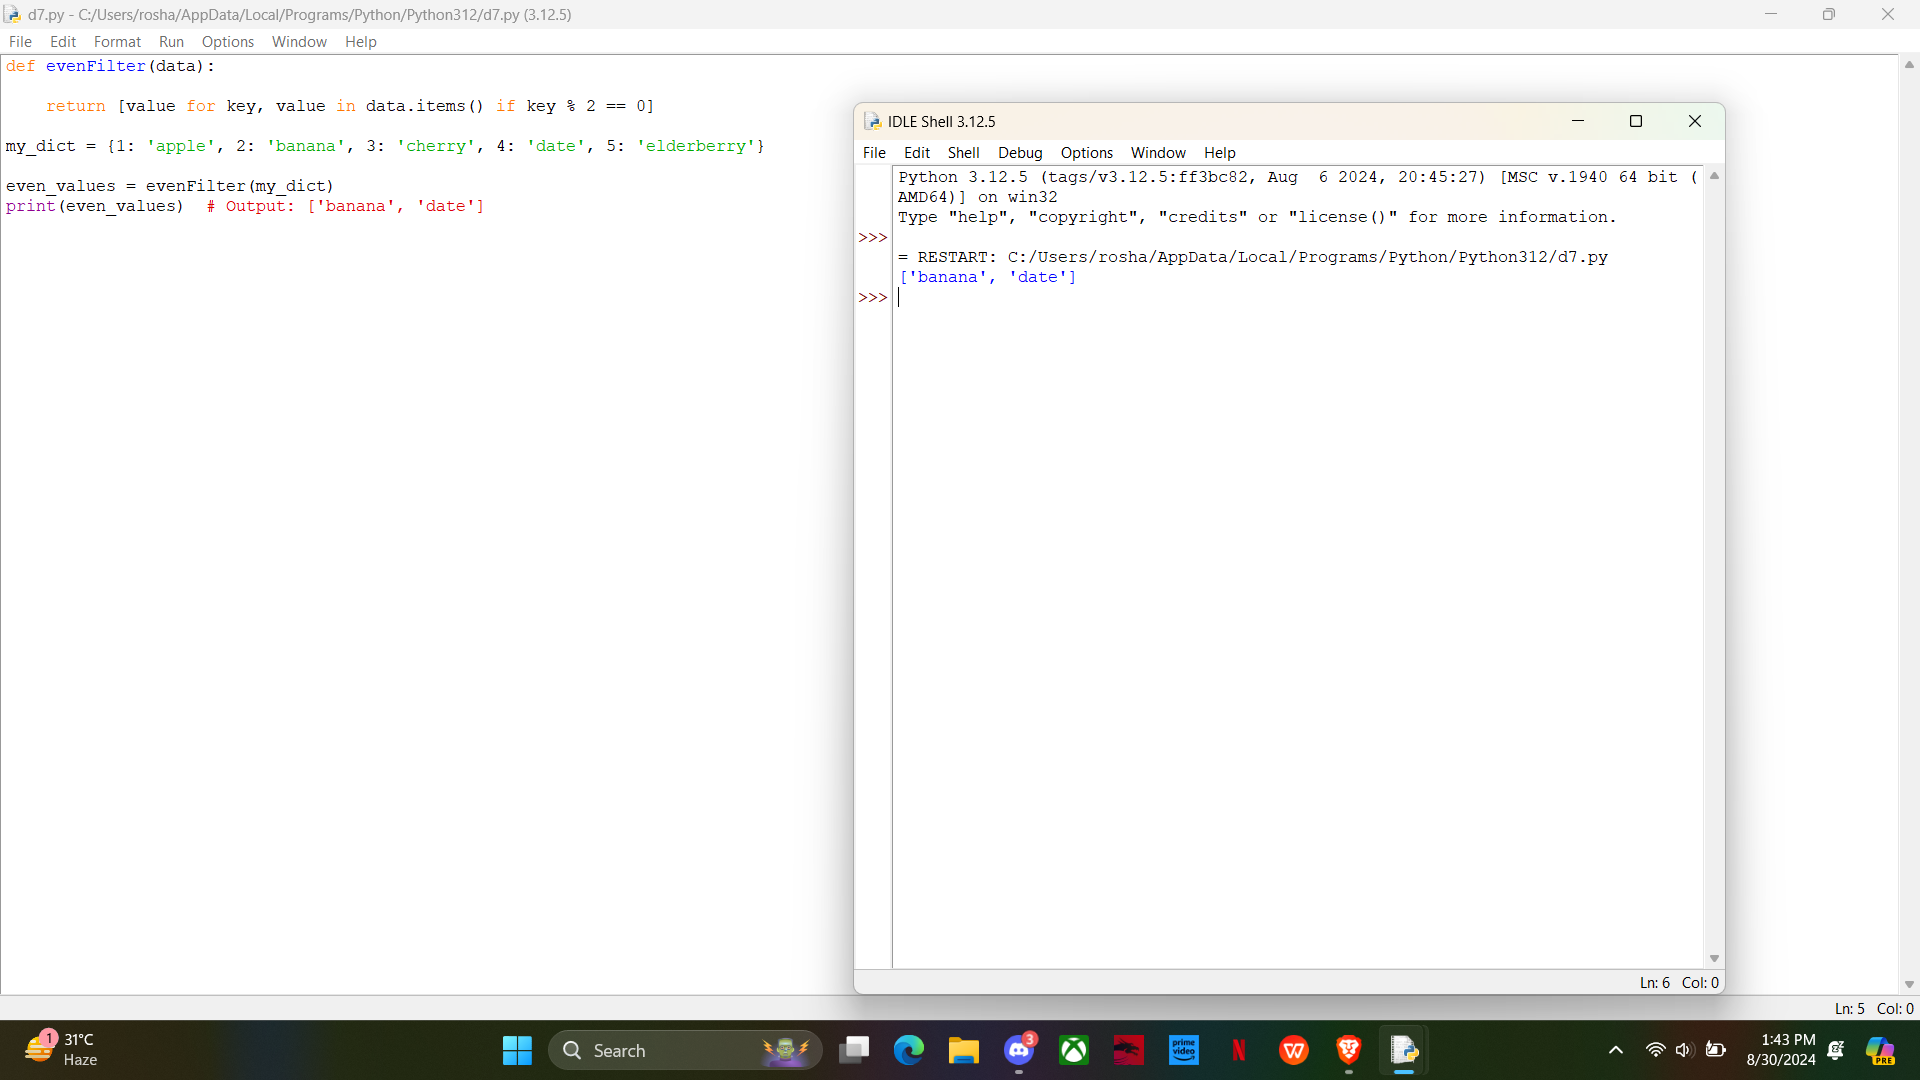 d7.py - C:/Users/rosha/AppData/Local/Programs/Python/Python312/d7.py (3.12.5)
File Edit Format Run Options Window Help
def evenFilter(data):
    return [value for key, value in data.items() if key % 2 == 0]
my_dict = {1: 'apple', 2: 'banana', 3: 'cherry', 4: 'date', 5: 'elderberry'}
even_values = evenFilter(my_dict)
print(even_values)  # Output: ['banana', 'date']
IDLE Shell 3.12.5
File Edit Shell Debug Options Window Help
Python 3.12.5 (tags/v3.12.5:ff3bc82, Aug  6 2024, 20:45:27) [MSC v.1940 64 bit (
AMD64)] on win32
Type "help", "copyright", "credits" or "license()" for more information.
>>>
= RESTART: C:/Users/rosha/AppData/Local/Programs/Python/Python312/d7.py
['banana', 'date']
>>>
Ln: 6 Col: 0
Ln: 5 Col: 0
1
31°C
Haze
Search
3
prime
video
N
W
1:43 PM
8/30/2024
PRE